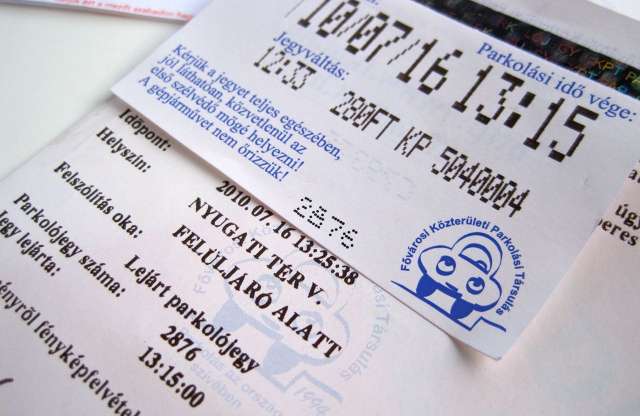 Parkolási idő vége:
10/07/16 13:15
Jegyváltás:
12:33 280FT KP 5040004
Kérjük a jegyet teljes egészében,
jól láthatóan, közvetlenül az
első szélvédő mögé helyezni!
A gépjárművet nem őrizzük!
2876
Fővárosi Közterületi Parkolási Társulás
Időpont: 2010.07.16 13:25:38
Helyszín: NYUGATI TÉR V.
FELÜLJÁRÓ ALATT
Felszólítás oka: Lejárt parkolójegy
Parkolójegy száma: 2876
Jegy lejárta: 13:15:00
1994